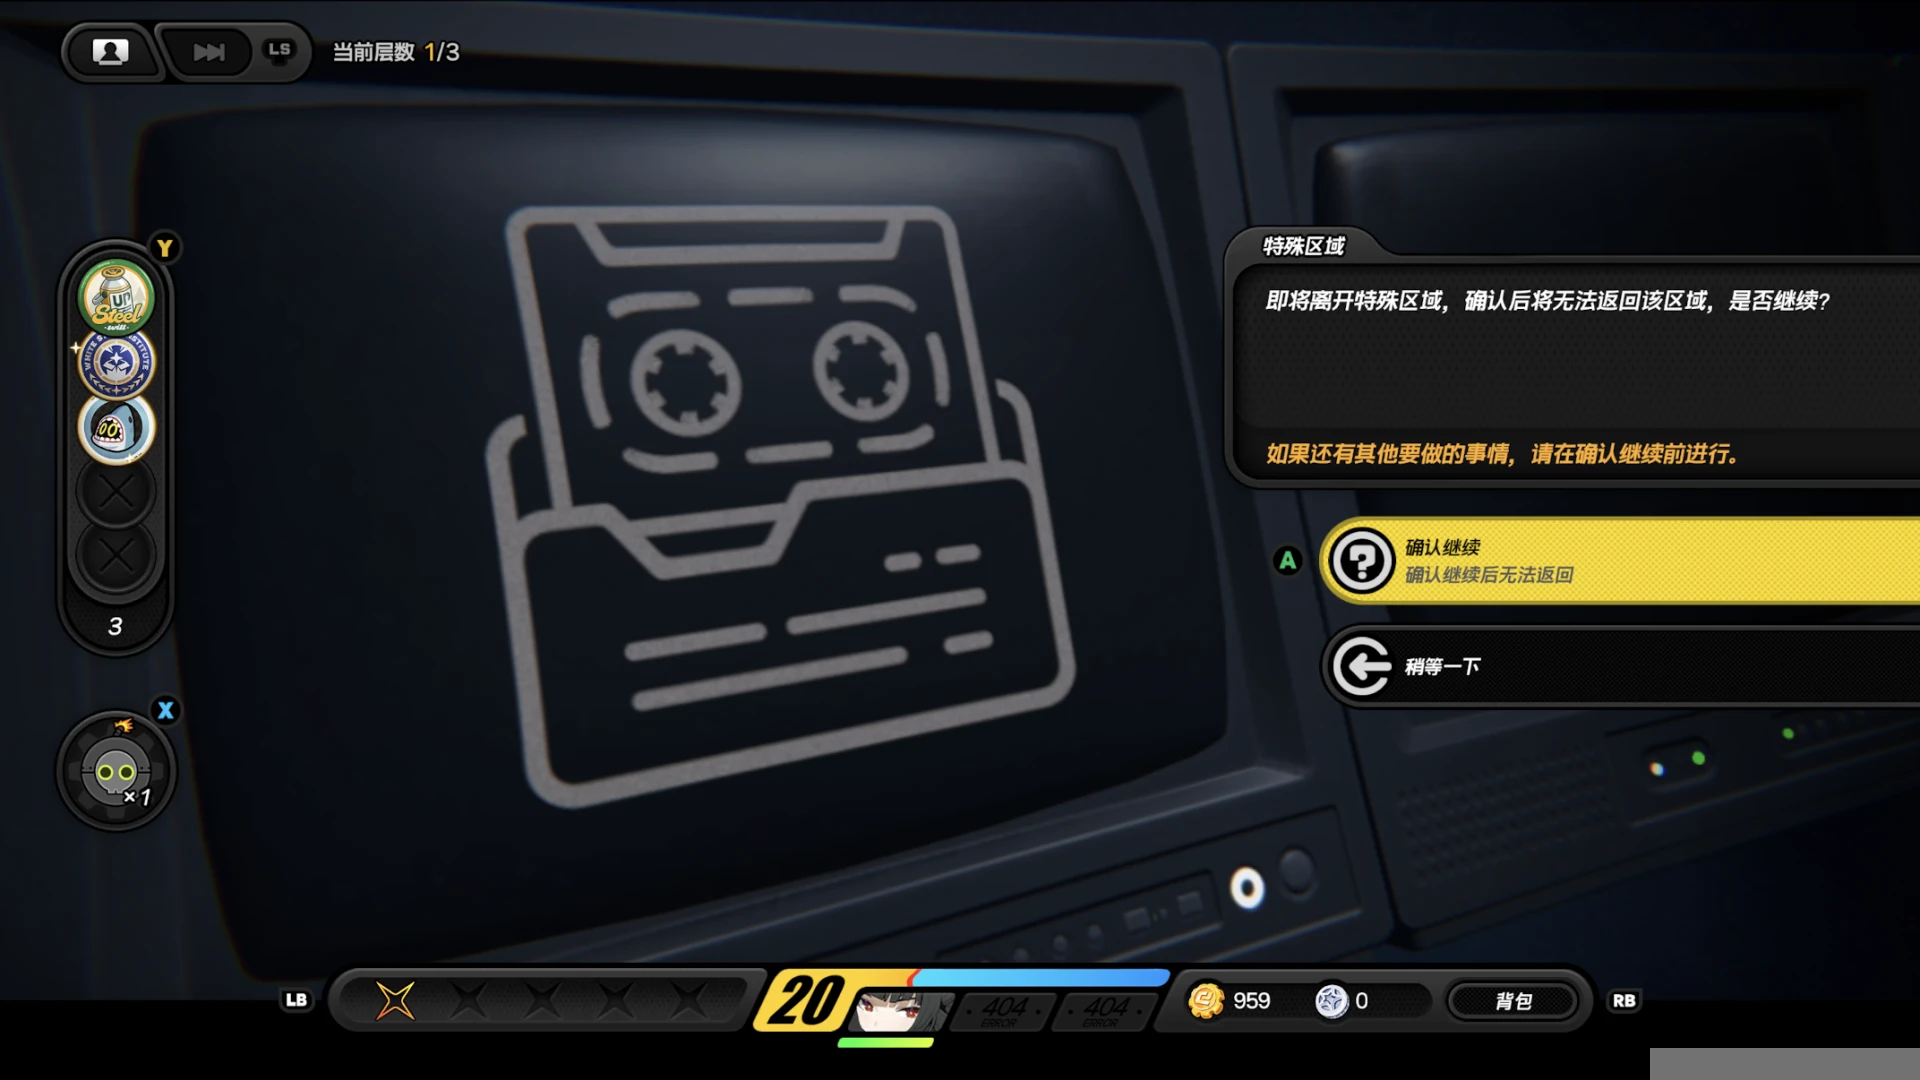 LS
当前层数 1/3
Y
UP
Steel
WHITE S
STITUTE
3
X
×1
特殊区域
即将离开特殊区域，确认后将无法返回该区域，是否继续?
如果还有其他要做的事情，请在确认继续前进行。
A
确认继续
确认继续后无法返回
稍等一下
LB
20
404
ERROR
404
ERROR
959
0
背包
RB